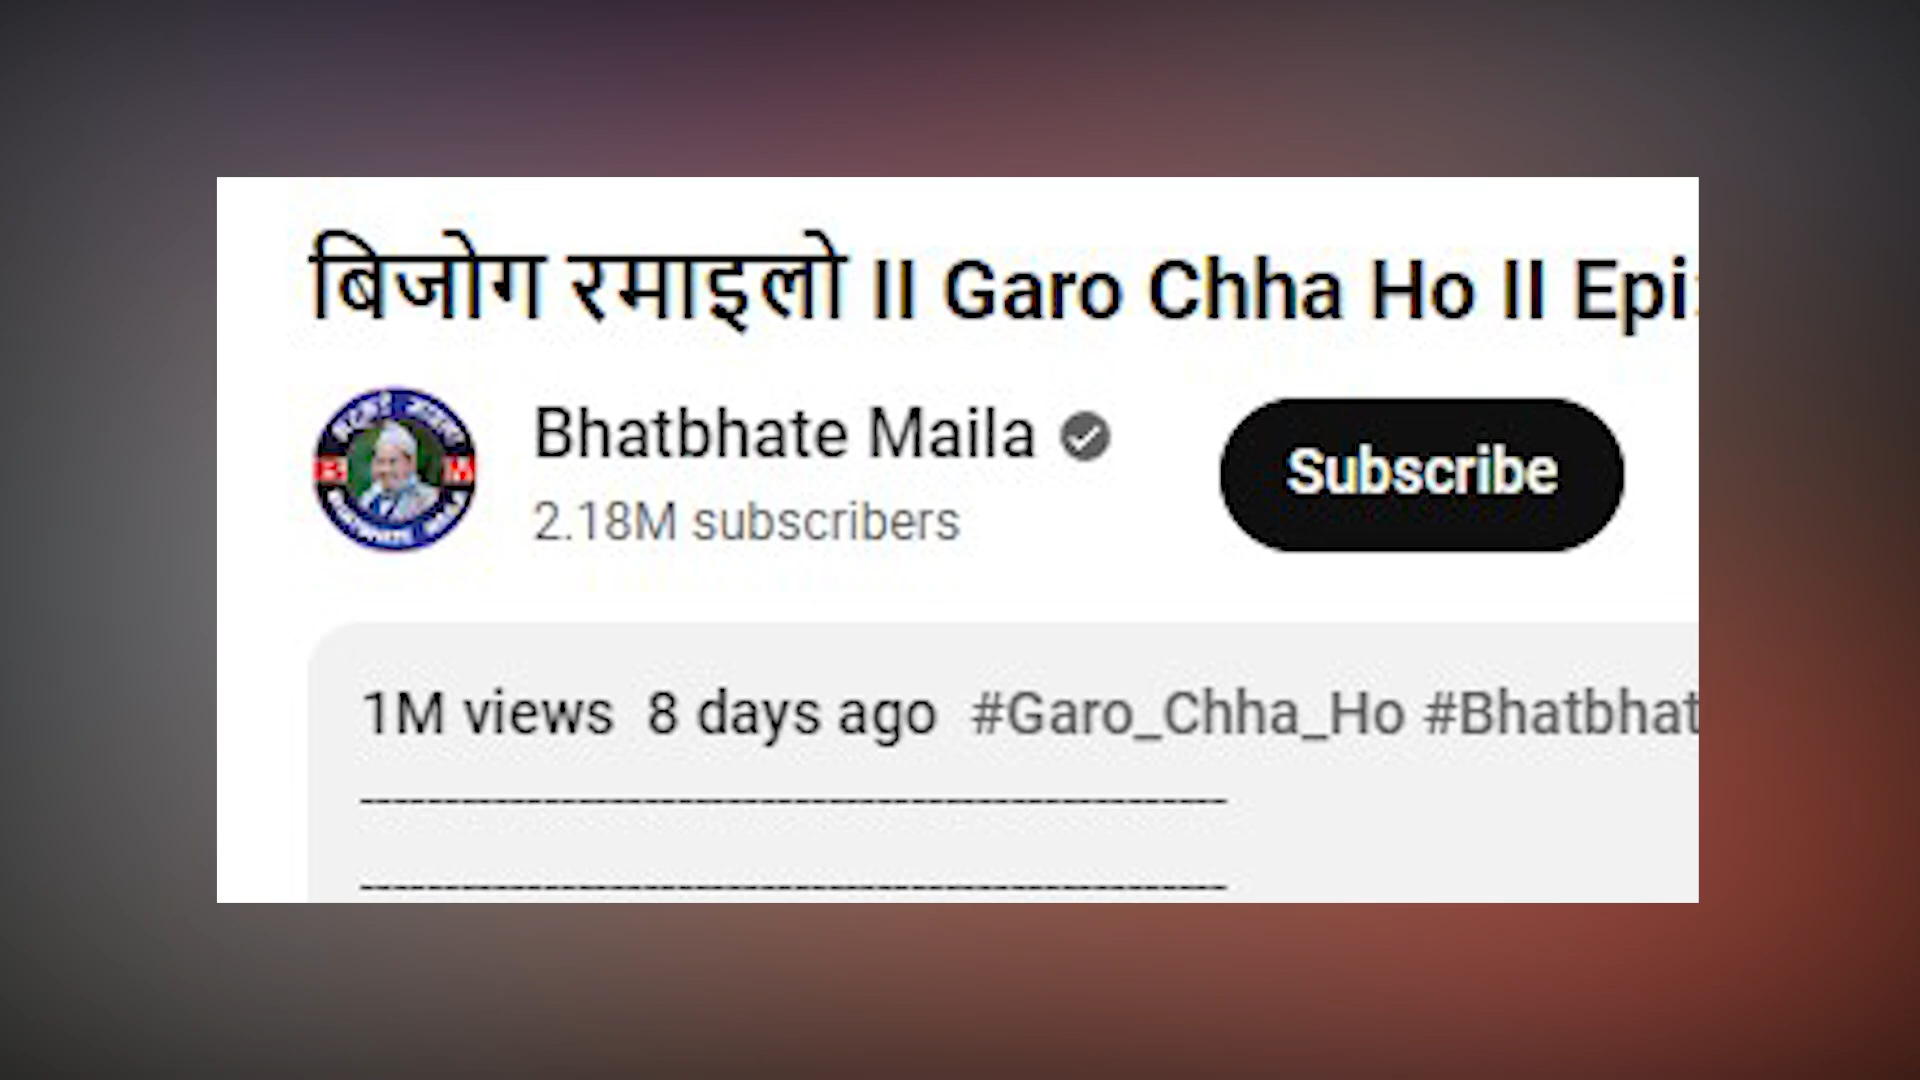 बिजोग रमाइलो II Garo Chha Ho II Epi
Bhatbhate Maila
2.18M subscribers
Subscribe
B M
1M views 8 days ago #Garo_Chha_Ho #Bhatbhat
------------------------------------------------------------
------------------------------------------------------------